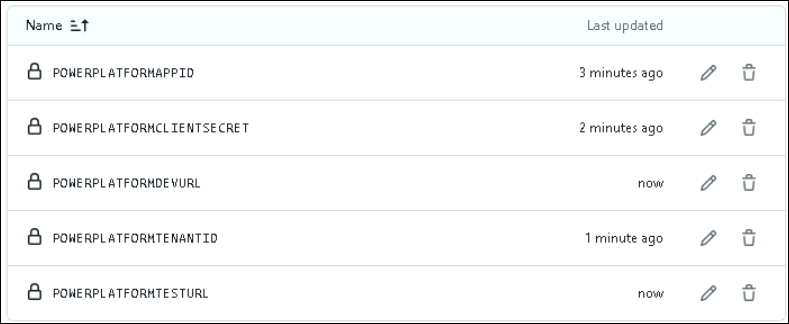 Name Last updated
POWERPLATFORMAPPID 3 minutes ago
POWERPLATFORMCLIENTSECRET 2 minutes ago
POWERPLATFORMDEVURL now
POWERPLATFORMTENANTID 1 minute ago
POWERPLATFORMTESTURL now